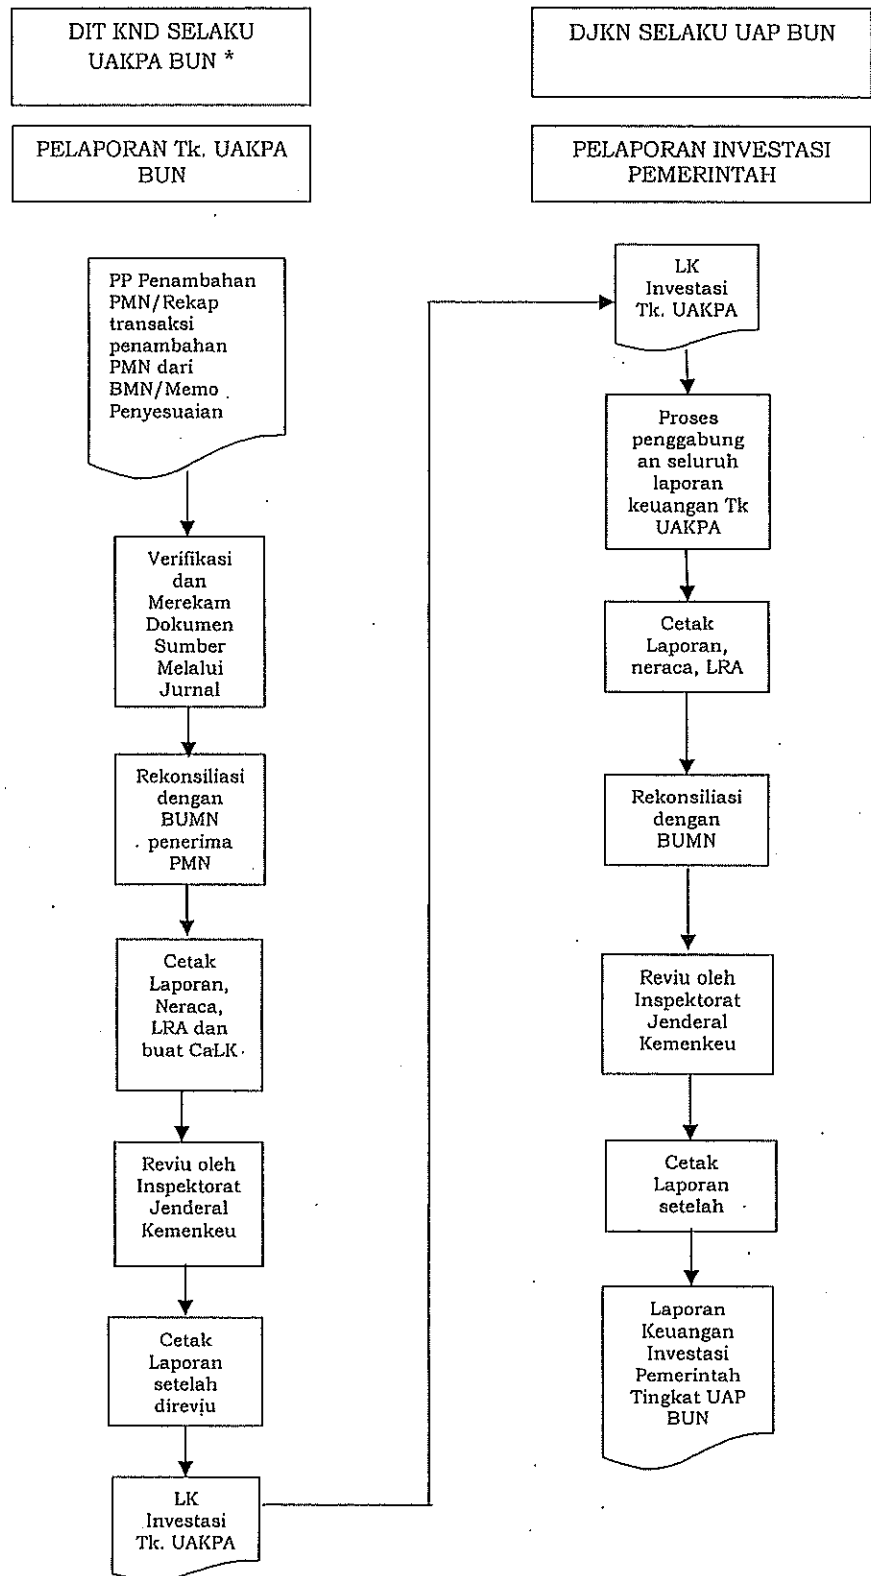 DIT KND SELAKU
UAKPA BUN *
PELAPORAN Tk. UAKPA
BUN
PP Penambahan
PMN/Rekap
transaksi
penambahan
PMN dari
BMN/Memo
Penyesuaian
Verifikasi
dan
Merekam
Dokumen
Sumber
Melalui
Jurnal
Rekonsiliasi
dengan
BUMN
penerima
PMN
Cetak
Laporan,
Neraca,
LRA dan
buat CaLK
Reviu oleh
Inspektorat
Jenderal
Kemenkeu
Cetak
Laporan
setelah
direviu
LK
Investasi
Tk. UAKPA
DJKN SELAKU UAP BUN
PELAPORAN INVESTASI
PEMERINTAH
LK
Investasi
Tk. UAKPA
Proses
penggabung
an seluruh
laporan
keuangan Tk
UAKPA
Cetak
Laporan,
neraca, LRA
Rekonsiliasi
dengan
BUMN
Reviu oleh
Inspektorat
Jenderal
Kemenkeu
Cetak
Laporan
setelah
Laporan
Keuangan
Investasi
Pemerintah
Tingkat UAP
BUN